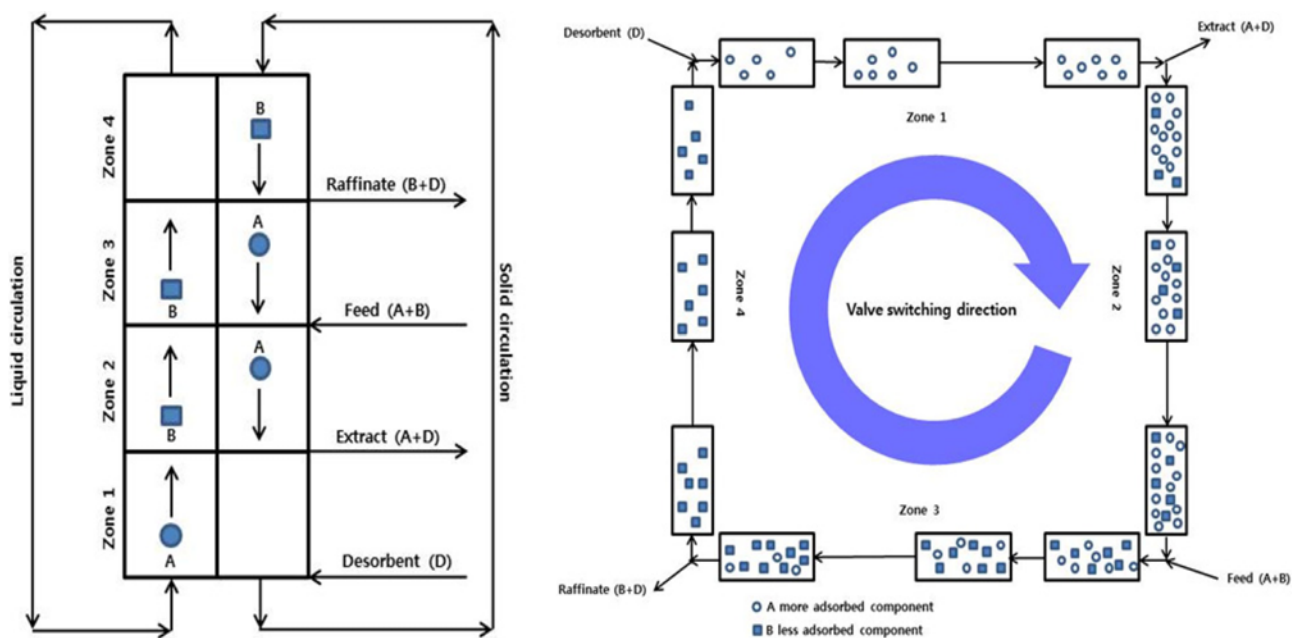 Liquid circulation
Zone 4
Zone 3
Zone 2
Zone 1
B
Raffinate (B+D)
A
B
Feed (A+B)
A
B
Extract (A+D)
A
Desorbent (D)
Solid circulation
Desorbent (D)
Extract (A+D)
Zone 1
Zone 4
Valve switching direction
Zone 2
Zone 3
Raffinate (B+D)
Feed (A+B)
A more adsorbed component
B less adsorbed component